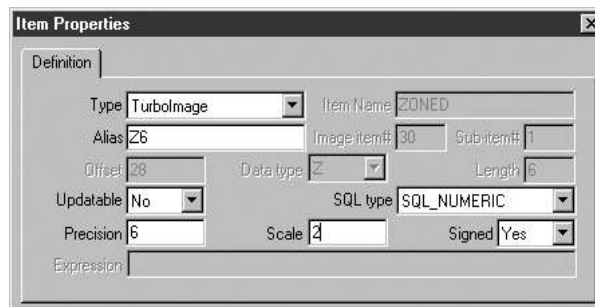 Item Properties
Definition
Type TurboImage Item Name ZONED
Alias Z6 Image item# 30 Sub-item# 1
Offset 28 Data type Z Length 6
Updatable No SQL type SQL_NUMERIC
Precision 6 Scale 2 Signed Yes
Expression